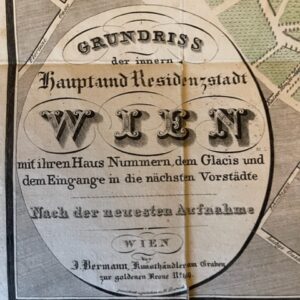 GRUNDRISS
der innern
Haupt und Residenzstadt
WIEN
mit ihren Haus Nummern, dem Glacis und
dem Eingange in die nächsten Vorstädte
Nach der neuesten Aufnahme
WIEN
bey
J. Bermann, Kunsthändler am Graben
zur goldenen Krone